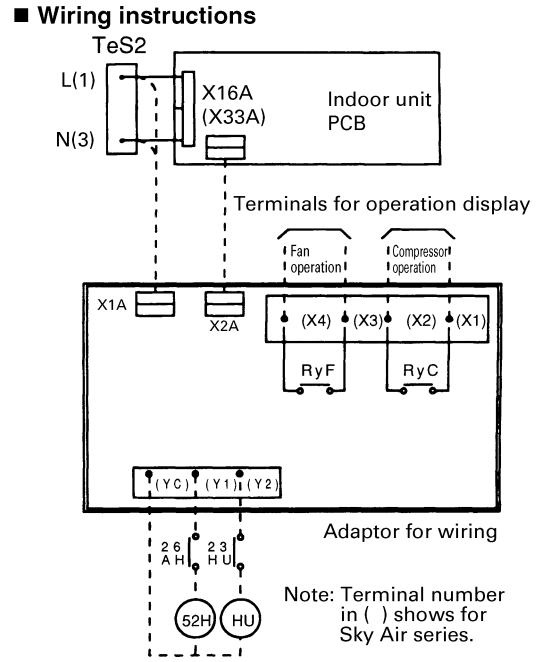 ■ Wiring instructions
TeS2
L(1)
X16A
(X33A)
Indoor unit
PCB
N(3)
Terminals for operation display
Fan
operation
Compressor
operation
X1A
X2A
(X4) (X3) (X2) (X1)
RyF RyC
(YC) (Y1) (Y2)
Adaptor for wiring
26 23
AH HU
52H HU
Note: Terminal number
in ( ) shows for
Sky Air series.